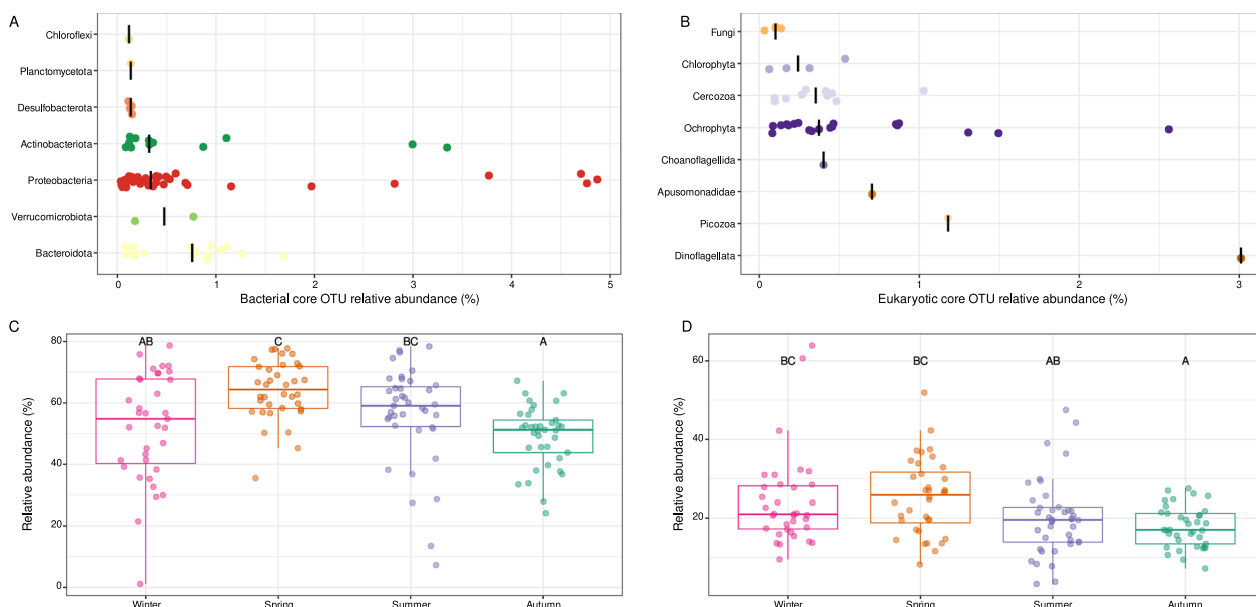 A
Chloroflexi
Planctomycetota
Desulfobacterota
Actinobacteriota
Proteobacteria
Verrucomicrobiota
Bacteroidota
0 1 2 3 4 5
Bacterial core OTU relative abundance (%)
B
Fungi
Chlorophyta
Cercozoa
Ochrophyta
Choanoflagellida
Apusomonadidae
Picozoa
Dinoflagellata
0 1 2 3
Eukaryotic core OTU relative abundance (%)
C
Relative abundance (%)
80
60
40
20
0
AB C BC A
Winter Spring Summer Autumn
D
Relative abundance (%)
60
40
20
BC BC AB A
Winter Spring Summer Autumn